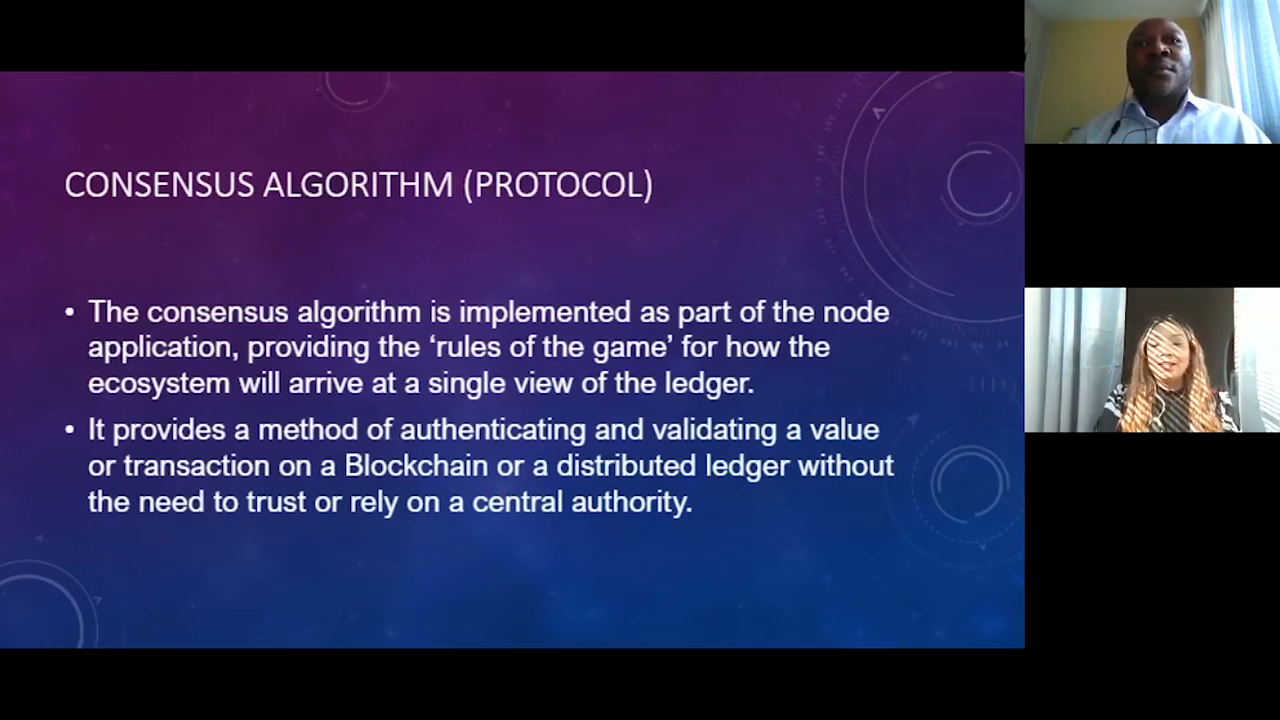 CONSENSUS ALGORITHM (PROTOCOL)
• The consensus algorithm is implemented as part of the node
application, providing the ‘rules of the game’ for how the
ecosystem will arrive at a single view of the ledger.
• It provides a method of authenticating and validating a value
or transaction on a Blockchain or a distributed ledger without
the need to trust or rely on a central authority.